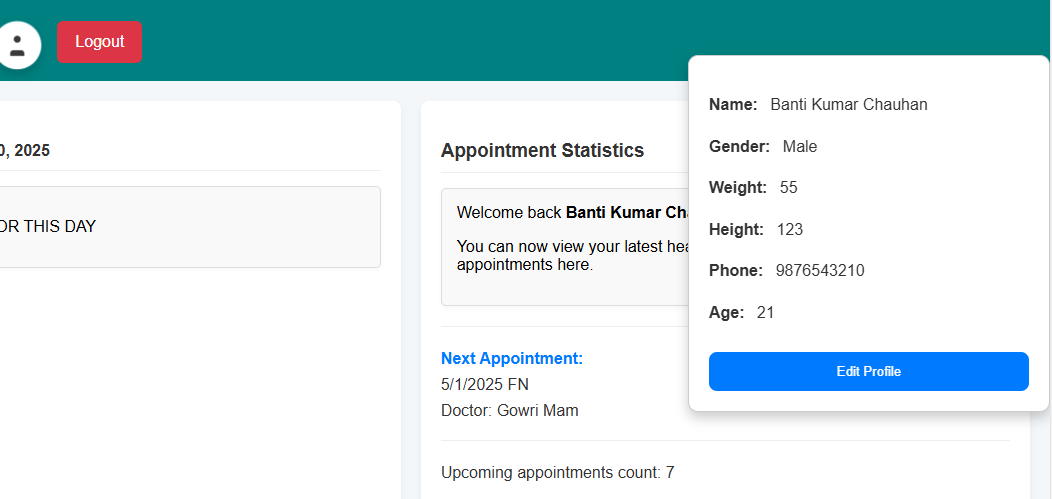 Logout
0, 2025
OR THIS DAY
Appointment Statistics
Welcome back Banti Kumar
You can now view your latest
appointments here.
Next Appointment:
5/1/2025 FN
Doctor: Gowri Mam
Upcoming appointments count: 7
Name: Banti Kumar Chauhan
Gender: Male
Weight: 55
Height: 123
Phone: 9876543210
Age: 21
Edit Profile